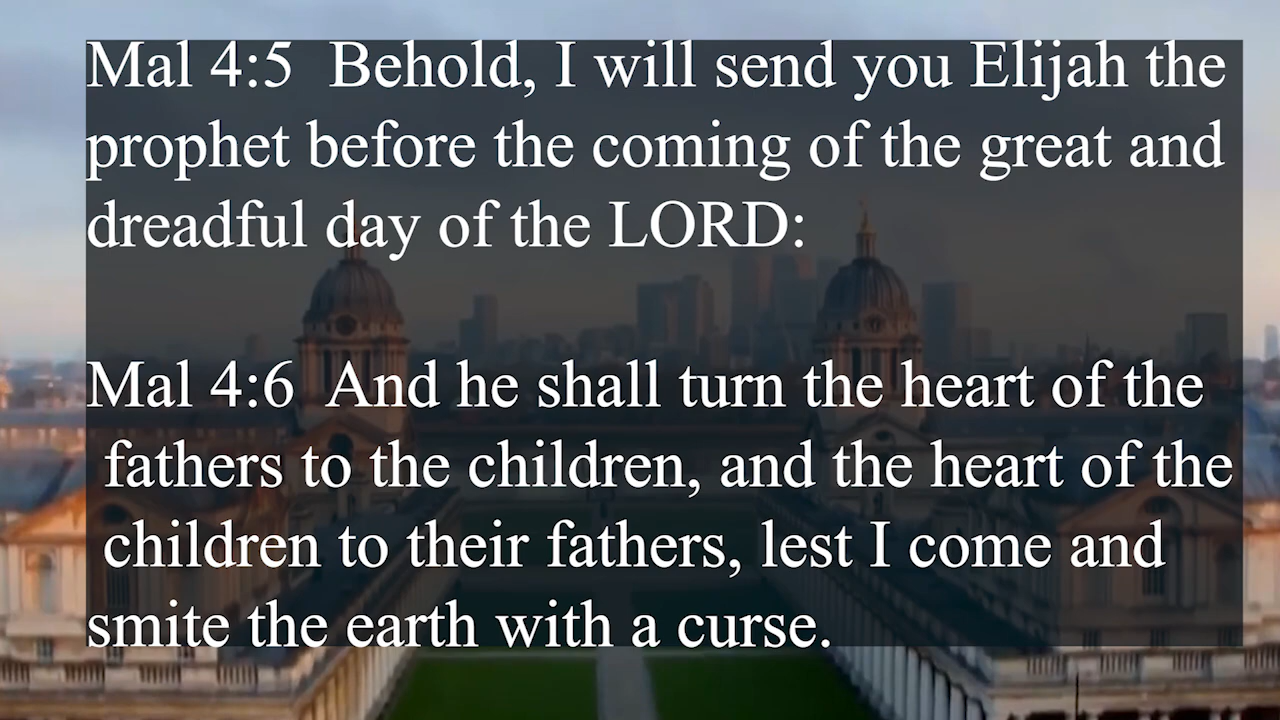 Mal 4:5  Behold, I will send you Elijah the
prophet before the coming of the great and
dreadful day of the LORD:
Mal 4:6  And he shall turn the heart of the
fathers to the children, and the heart of the
children to their fathers, lest I come and
smite the earth with a curse.